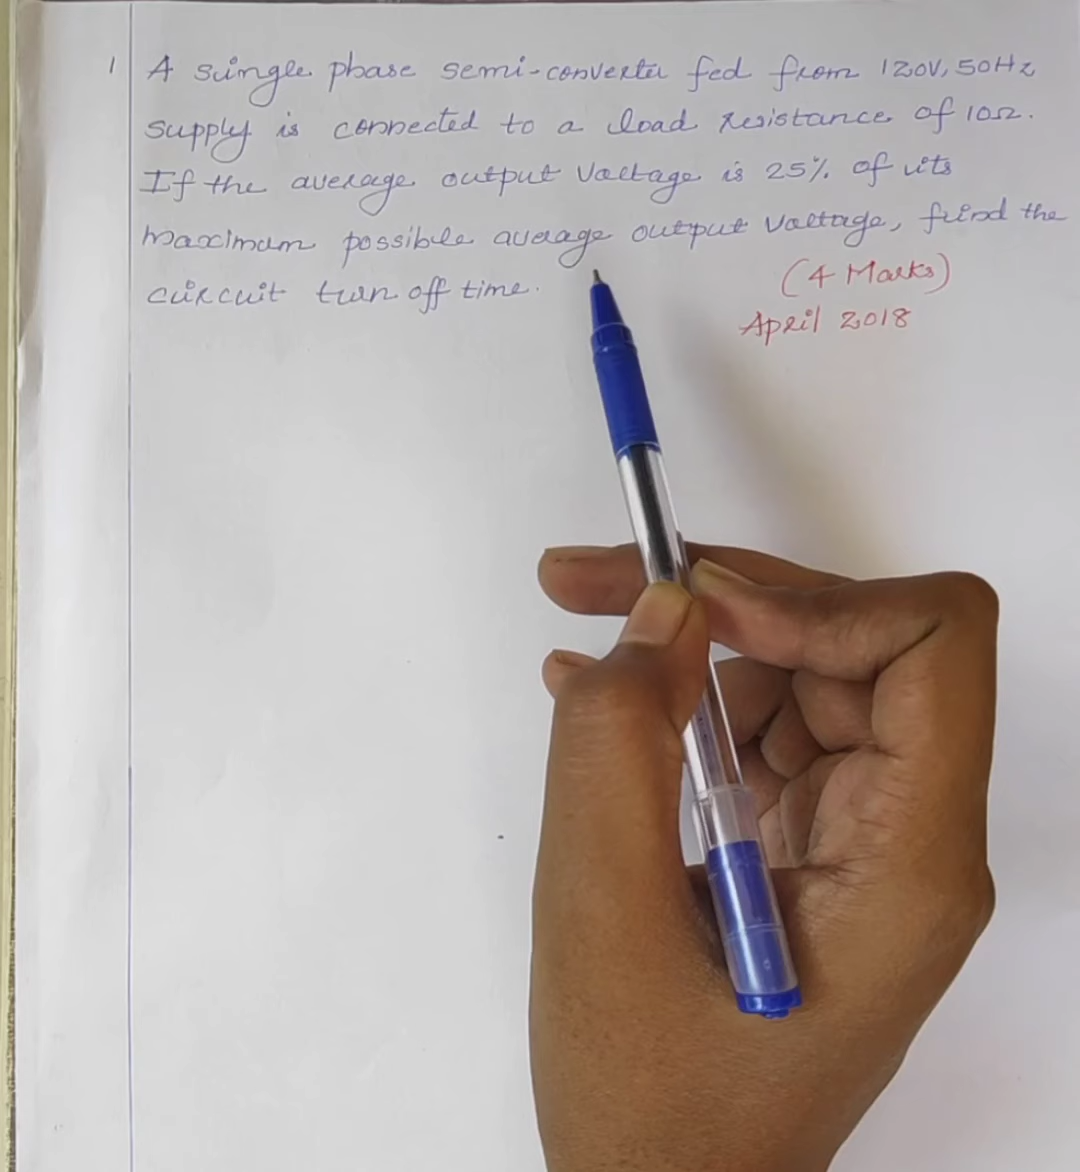 1 A single phase semi-converter fed from 120V, 50Hz
supply is connected to a load resistance of 10Ω.
If the average output voltage is 25% of its
maximum possible average output voltage, find the
circuit turn off time.
(4 Marks)
April 2018